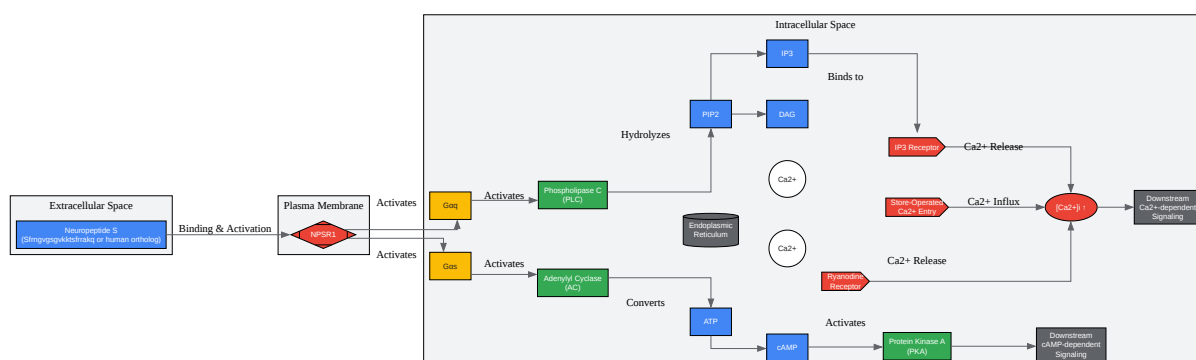 Intracellular Space
IP3
Binds to
PIP2
DAG
Hydrolyzes
IP3 Receptor
Ca2+ Release
Ca2+
Phospholipase C
(PLC)
Activates
Activates
Gαq
Extracellular Space
Neuropeptide S
(Sfrngvgsgvkktsfrrakq or human ortholog)
Binding & Activation
Plasma Membrane
NPSR1
Activates
Gαs
Activates
Adenylyl Cyclase
(AC)
Endoplasmic
Reticulum
Ca2+
Store-Operated
Ca2+ Entry
Ca2+ Influx
[Ca2+]i ↑
Downstream
Ca2+-dependent
Signaling
Ca2+ Release
Ryanodine
Receptor
Converts
ATP
cAMP
Activates
Protein Kinase A
(PKA)
Downstream
cAMP-dependent
Signaling